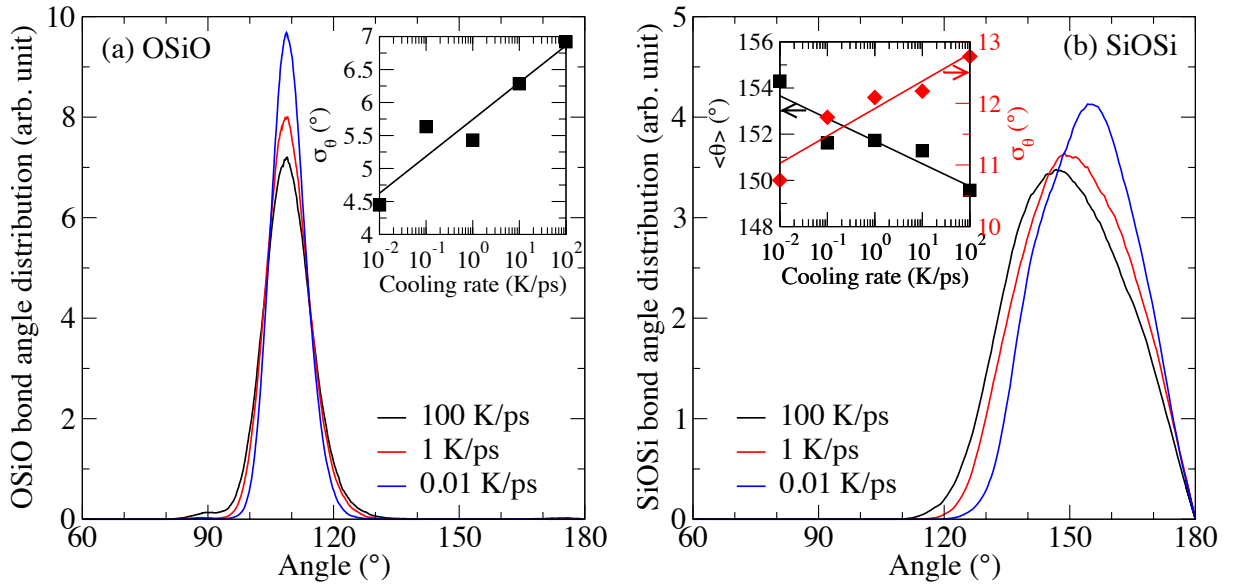 (a) OSiO
OSiO bond angle distribution (arb. unit)
10
8
6
4
2
0
60 90 120 150 180
Angle (°)
100 K/ps
1 K/ps
0.01 K/ps
σθ (°)
7
6.5
6
5.5
5
4.5
4
10⁻² 10⁻¹ 10⁰ 10¹ 10²
Cooling rate (K/ps)
(b) SiOSi
SiOSi bond angle distribution (arb. unit)
5
4
3
2
1
0
60 90 120 150 180
Angle (°)
100 K/ps
1 K/ps
0.01 K/ps
<θ> (°)
156
154
152
150
148
10⁻² 10⁻¹ 10⁰ 10¹ 10²
Cooling rate (K/ps)
13
12
11
10
σθ (°)